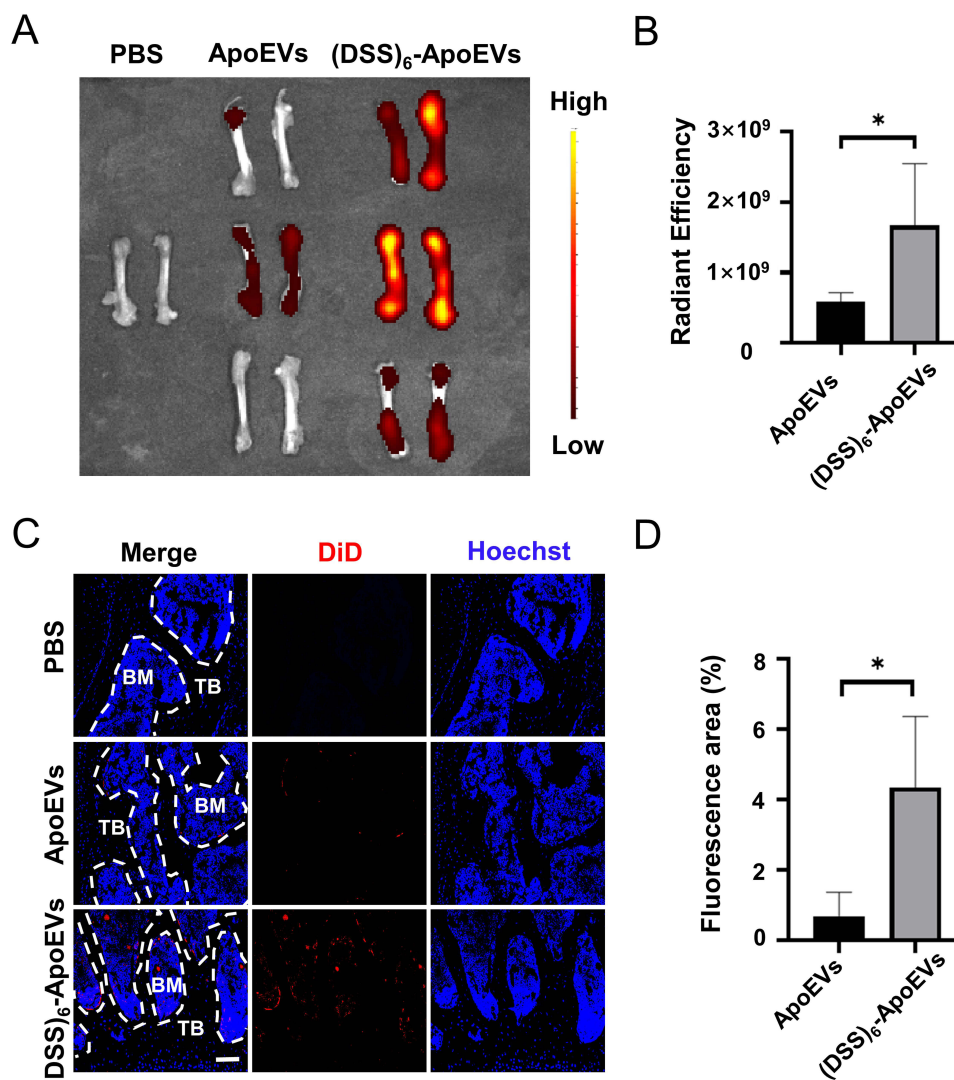 A
PBS ApoEVs (DSS)₆-ApoEVs
High
Low
B
Radiant Efficiency
3×10⁹
2×10⁹
1×10⁹
0
*
ApoEVs
(DSS)₆-ApoEVs
C
Merge DiD Hoechst
PBS
BM
TB
ApoEVs
BM
TB
DSS)₆-ApoEVs
BM
TB
D
Fluorescence area (%)
8
6
4
2
0
*
ApoEVs
(DSS)₆-ApoEVs